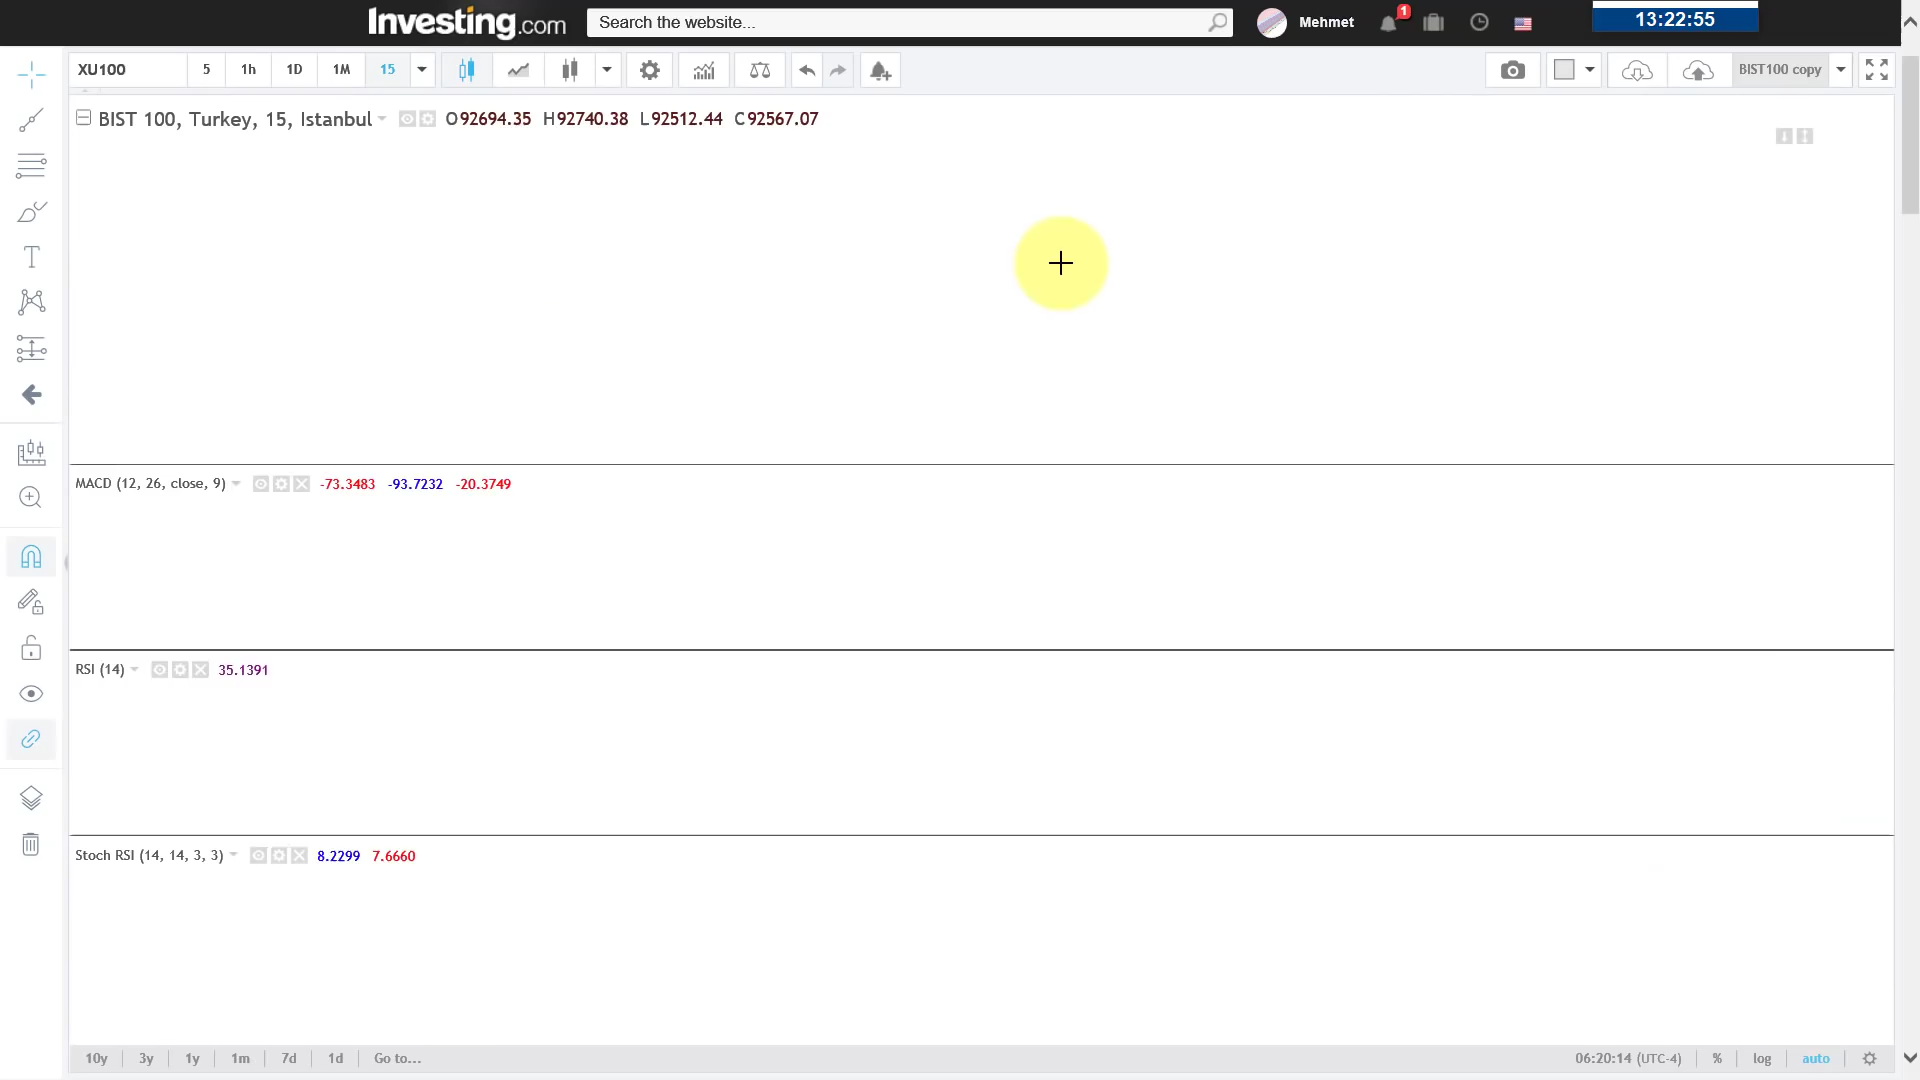 Investing.com
Search the website...
Mehmet
1
13:22:55
XU100
5
1h
1D
1M
15
BIST100 copy
BIST 100, Turkey, 15, Istanbul
O92694.35 H92740.38 L92512.44 C92567.07
T
MACD (12, 26, close, 9)
-73.3483 -93.7232 -20.3749
RSI (14)
35.1391
Stoch RSI (14, 14, 3, 3)
8.2299 7.6660
10y
3y
1y
1m
7d
1d
Go to...
06:20:14 (UTC-4)
%
log
auto